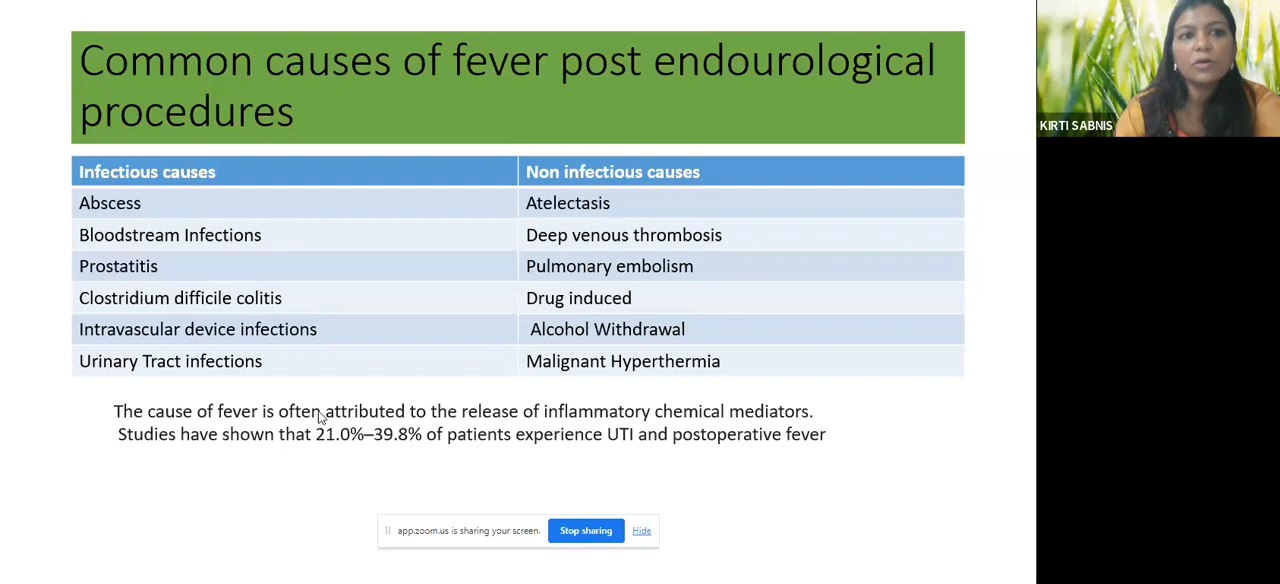 Common causes of fever post endourological
procedures
Infectious causes
Non infectious causes
Abscess
Atelectasis
Bloodstream Infections
Deep venous thrombosis
Prostatitis
Pulmonary embolism
Clostridium difficile colitis
Drug induced
Intravascular device infections
Alcohol Withdrawal
Urinary Tract infections
Malignant Hyperthermia
The cause of fever is often attributed to the release of inflammatory chemical mediators.
Studies have shown that 21.0%–39.8% of patients experience UTI and postoperative fever
app.zoom.us is sharing your screen.
Stop sharing
Hide
KIRTI SABNIS